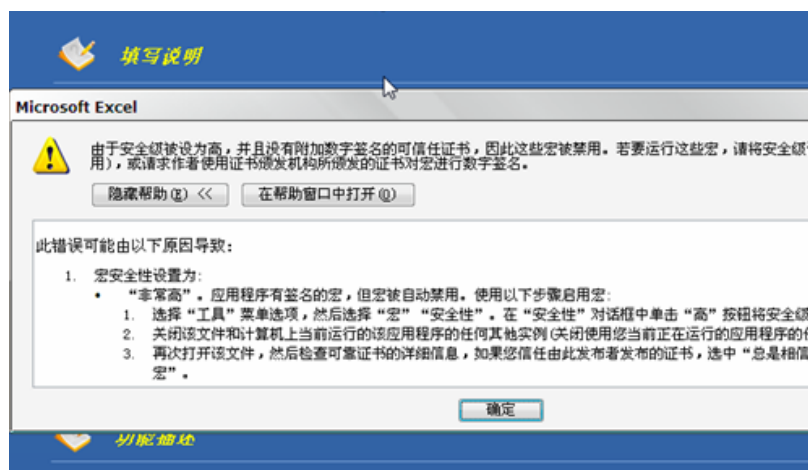 填写说明
Microsoft Excel
由于安全级被设为高，并且没有附加数字签名的可信任证书，因此这些宏被禁用。若要运行这些宏，请将安全级
用)，或请求作者使用证书颁发机构所颁发的证书对宏进行数字签名。
隐藏帮助(E) <<
在帮助窗口中打开(O)
此错误可能由以下原因导致：
1. 宏安全性设置为:
• “非常高”。应用程序有签名的宏，但宏被自动禁用。使用以下步骤启用宏:
1. 选择“工具”菜单选项，然后选择“宏”“安全性”。在“安全性”对话框中单击“高”按钮将安全级
2. 关闭该文件和计算机上当前运行的该应用程序的任何其他实例(关闭使用您当前正在运行的应用程序的
3. 再次打开该文件，然后检查可靠证书的详细信息，如果您信任由此发布者发布的证书，选中“总是相信
宏”。
确定
功能描述